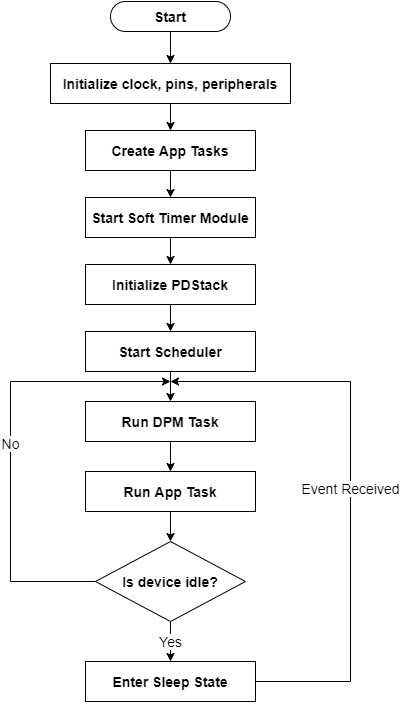 Start
Initialize clock, pins, peripherals
Create App Tasks
Start Soft Timer Module
Initialize PDStack
Start Scheduler
Run DPM Task
No
Run App Task
Event Received
Is device idle?
Yes
Enter Sleep State